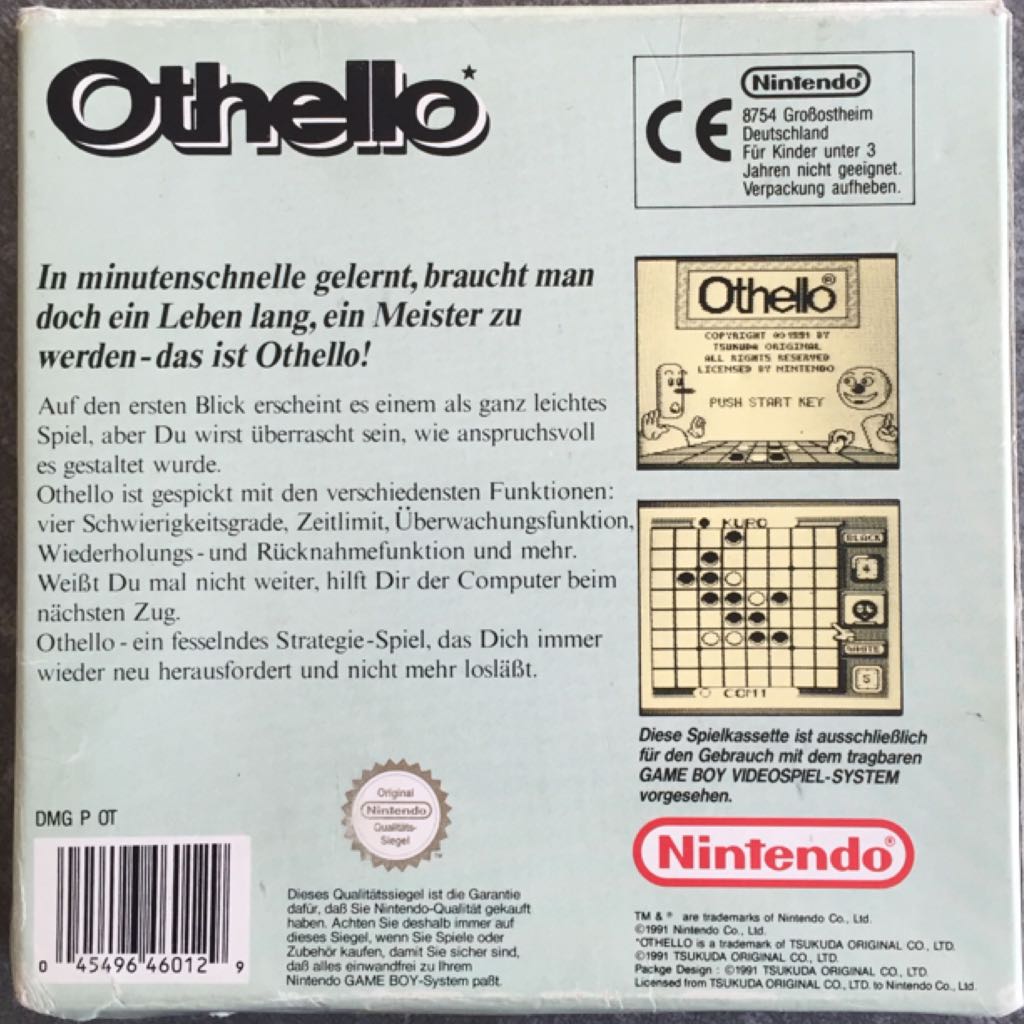 Othello*
Nintendo®
CE
8754 Großostheim
Deutschland
Für Kinder unter 3
Jahren nicht geeignet.
Verpackung aufheben.
In minutenschnelle gelernt, braucht man
doch ein Leben lang, ein Meister zu
werden - das ist Othello!
Auf den ersten Blick erscheint es einem als ganz leichtes
Spiel, aber Du wirst überrascht sein, wie anspruchsvoll
es gestaltet wurde.
Othello ist gespickt mit den verschiedensten Funktionen:
vier Schwierigkeitsgrade, Zeitlimit, Überwachungsfunktion,
Wiederholungs- und Rücknahmefunktion und mehr.
Weißt Du mal nicht weiter, hilft Dir der Computer beim
nächsten Zug.
Othello - ein fesselndes Strategie-Spiel, das Dich immer
wieder neu herausfordert und nicht mehr losläßt.
Othello®
COPYRIGHT ©1991 BY
TSUKUDA ORIGINAL
ALL RIGHTS RESERVED
LICENSED BY NINTENDO
PUSH START KEY
KURO
BLACK
WHITE
5
COM1
Diese Spielkassette ist ausschließlich
für den Gebrauch mit dem tragbaren
GAME BOY VIDEOSPIEL-SYSTEM
vorgesehen.
Nintendo®
DMG P OT
0 45496 46012 9
Original
Nintendo
Qualitäts-
Siegel
™
Dieses Qualitätssiegel ist die Garantie
dafür, daß Sie Nintendo-Qualität gekauft
haben. Achten Sie deshalb immer auf
dieses Siegel, wenn Sie Spiele oder
Zubehör kaufen, damit Sie sicher sind,
daß alles einwandfrei zu Ihrem
Nintendo GAME BOY-System paßt.
TM & ® are trademarks of Nintendo Co., Ltd.
©1991 Nintendo Co., Ltd.
*OTHELLO is a trademark of TSUKUDA ORIGINAL CO., LTD.
©1991 TSUKUDA ORIGINAL CO., LTD.
Packge Design : ©1991 TSUKUDA ORIGINAL CO., LTD.
Licensed from TSUKUDA ORIGINAL CO., LTD. to Nintendo Co., Ltd.